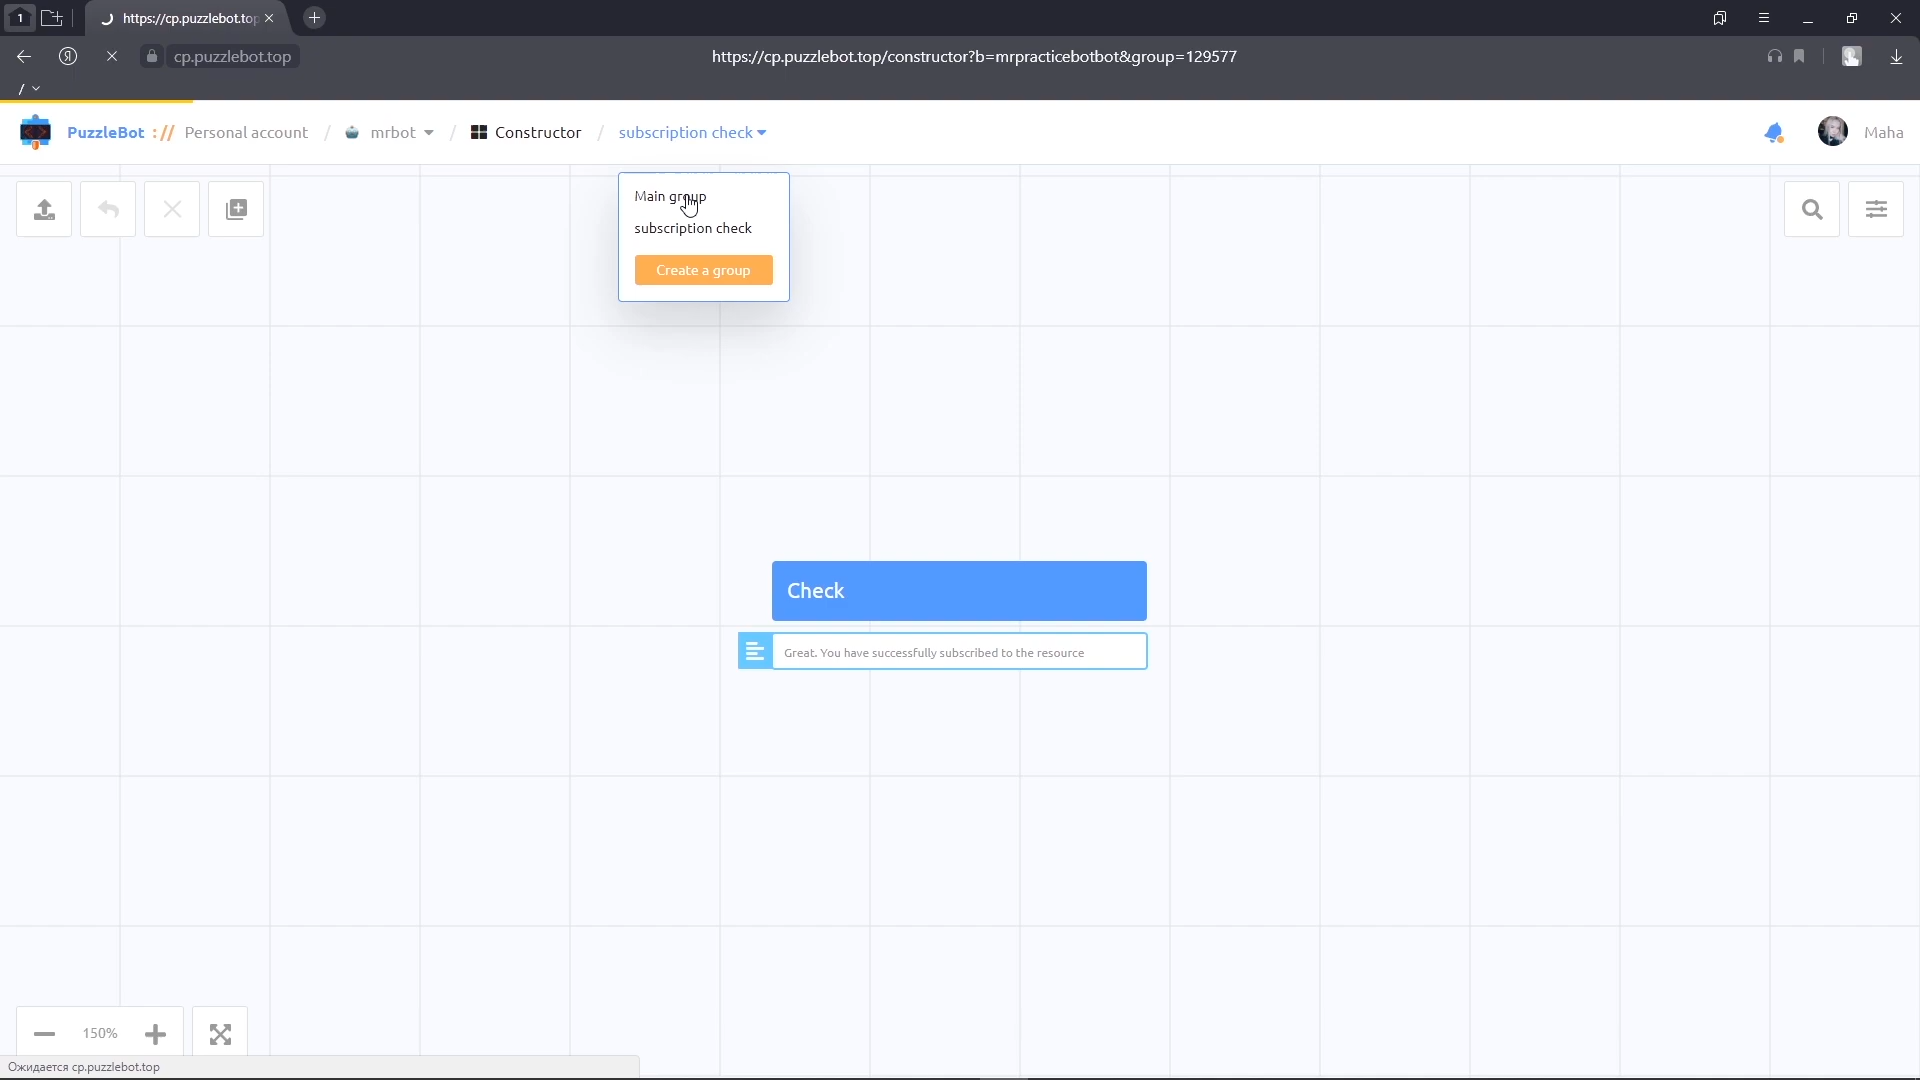 1
https://cp.puzzlebot.top
Я
cp.puzzlebot.top
https://cp.puzzlebot.top/constructor?b=mrpracticebotbot&group=129577
/
PuzzleBot :// Personal account / mrbot / Constructor / subscription check
Maha
Main group
subscription check
Create a group
Check
Great. You have successfully subscribed to the resource
150%
Ожидается cp.puzzlebot.top